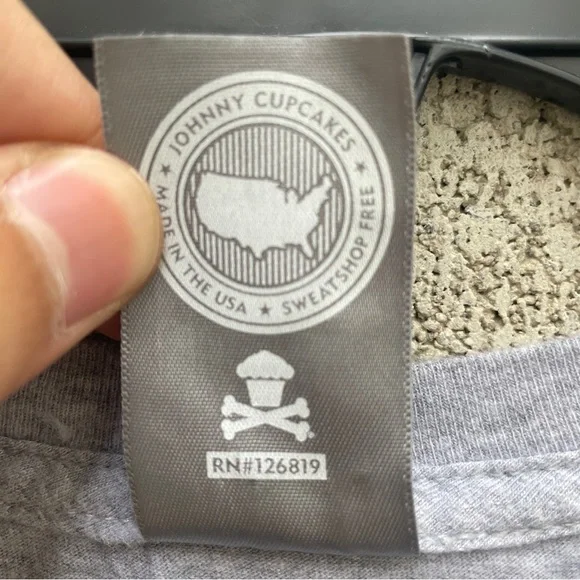 ★ JOHNNY CUPCAKES ★
MADE IN THE USA ★ SWEATSHOP FREE
RN#126819